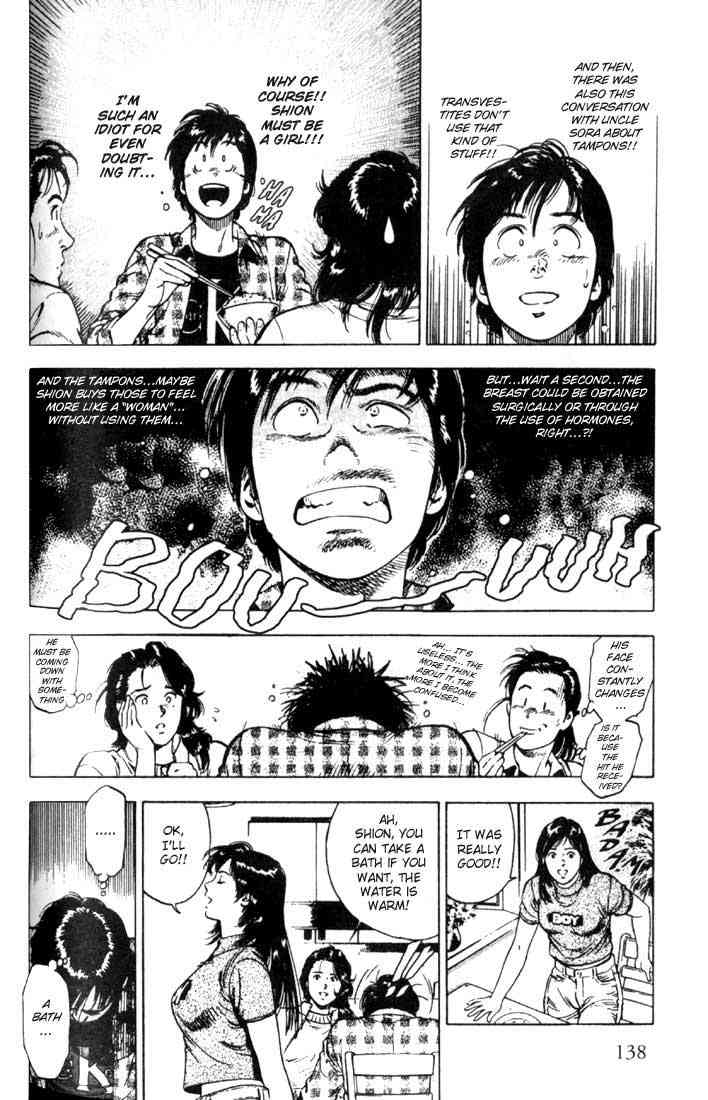 AND THEN,
THERE WAS
ALSO THIS
CONVERSATION
WITH UNCLE
SORA ABOUT
TAMPONS!!
TRANSVES-
TITES DON'T
USE THAT
KIND OF
STUFF!!
WHY OF
COURSE!!
SHION
MUST BE
A GIRL!!!
I'M
SUCH AN
IDIOT FOR
EVEN
DOUBT-
ING IT...
HA
HA
BUT...WAIT A SECOND...THE
BREAST COULD BE OBTAINED
SURGICALLY OR THROUGH
THE USE OF HORMONES,
RIGHT...?!
AND THE TAMPONS...MAYBE
SHION BUYS THOSE TO FEEL
MORE LIKE A "WOMAN"...
WITHOUT USING THEM...
BOU UUH
HIS
FACE
CON-
STANTLY
CHANGES
...
IS IT
BECA-
USE
THE
HIT HE
RECE-
IVED?
AH... IT'S
USELESS... THE
MORE I THINK
ABOUT IT, THE
MORE I BECOME
CONFUSED...
HE
MUST BE
COMING
DOWN
WITH
SOME-
THING
BADAM
IT WAS
REALLY
GOOD!!
BOY
AH,
SHION, YOU
CAN TAKE A
BATH IF YOU
WANT, THE
WATER IS
WARM!
OK,
I'LL
GO!!
.....
A
BATH
...
138